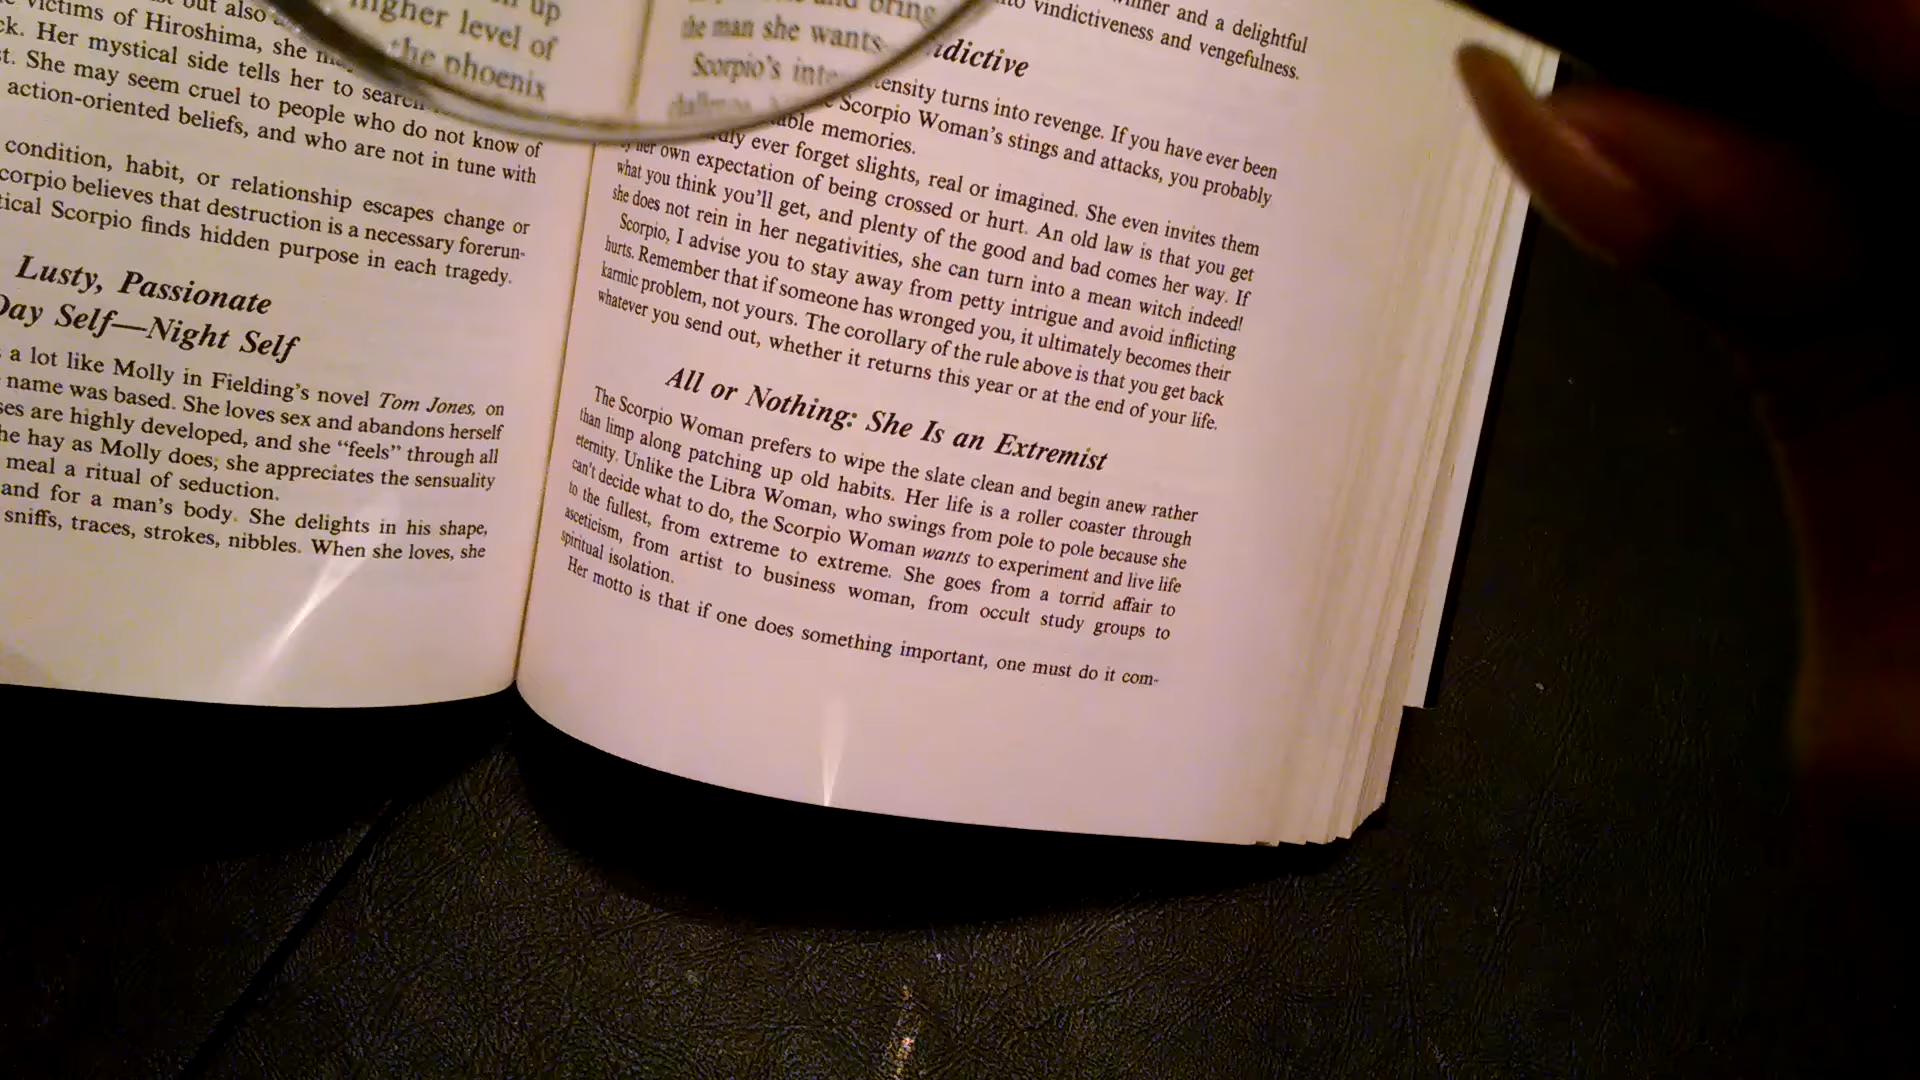 but also
victims of Hiroshima, she
ck. Her mystical side tells her to search
st. She may seem cruel to people who do not know of
action-oriented beliefs, and who are not in tune with
condition, habit, or relationship escapes change or
corpio believes that destruction is a necessary forerun-
tical Scorpio finds hidden purpose in each tragedy.
Lusty, Passionate
Day Self—Night Self
a lot like Molly in Fielding's novel Tom Jones, on
name was based. She loves sex and abandons herself
ses are highly developed, and she "feels" through all
he hay as Molly does; she appreciates the sensuality
meal a ritual of seduction.
and for a man's body. She delights in his shape,
sniffs, traces, strokes, nibbles. When she loves, she
up
higher level of
the phoenix
and bring
the man she wants
Scorpio's inte
and a delightful
into vindictiveness and vengefulness.
dictive
tensity turns into revenge. If you have ever been
Scorpio Woman's stings and attacks, you probably
able memories.
dly ever forget slights, real or imagined. She even invites them
by her own expectation of being crossed or hurt. An old law is that you get
what you think you'll get, and plenty of the good and bad comes her way. If
she does not rein in her negativities, she can turn into a mean witch indeed!
Scorpio, I advise you to stay away from petty intrigue and avoid inflicting
hurts. Remember that if someone has wronged you, it ultimately becomes their
karmic problem, not yours. The corollary of the rule above is that you get back
whatever you send out, whether it returns this year or at the end of your life.
All or Nothing: She Is an Extremist
The Scorpio Woman prefers to wipe the slate clean and begin anew rather
than limp along patching up old habits. Her life is a roller coaster through
eternity. Unlike the Libra Woman, who swings from pole to pole because she
can't decide what to do, the Scorpio Woman wants to experiment and live life
to the fullest, from extreme to extreme. She goes from a torrid affair to
asceticism, from artist to business woman, from occult study groups to
spiritual isolation.
Her motto is that if one does something important, one must do it com-